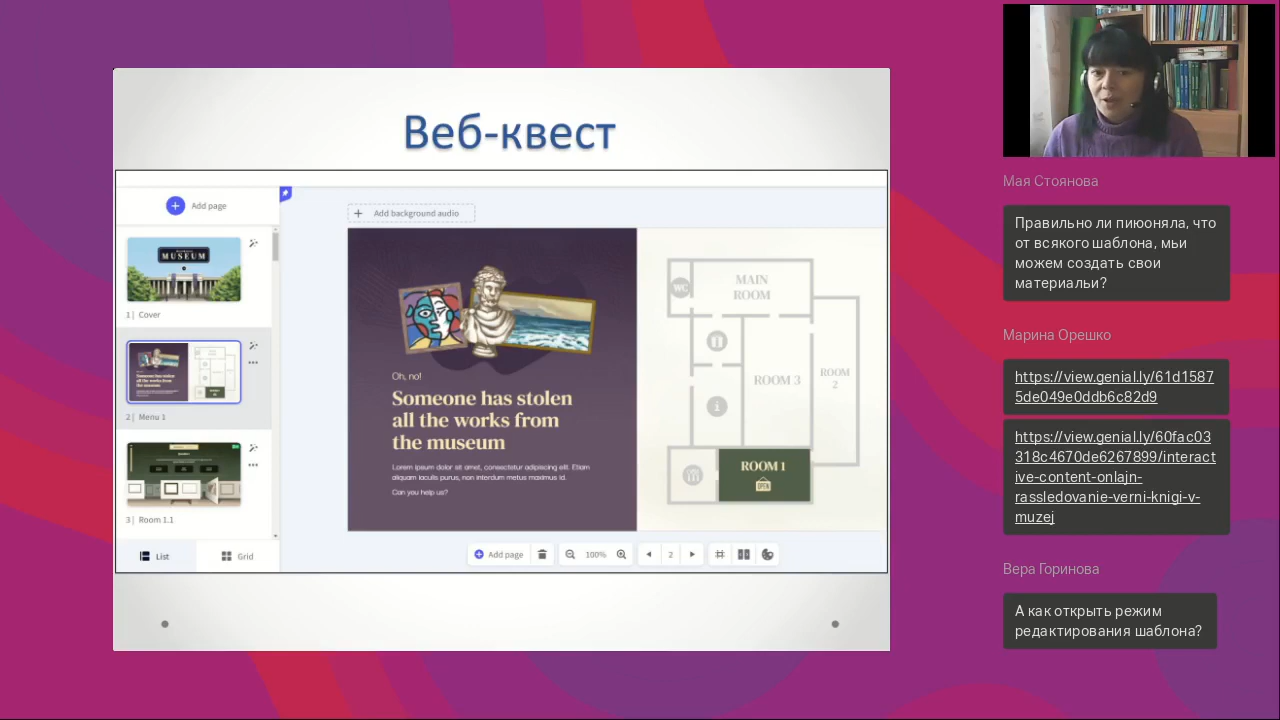 Веб-квест
Add page
MUSEUM
1| Cover
2| Menu 1
3| Room 1.1
List
Grid
Add background audio
Oh, no!
Someone has stolen
all the works from
the museum
Lorem ipsum dolor sit amet, consectetur adipiscing elit. Etiam
aliquam iaculis purus, non interdum metus maximus id.
Can you help us?
WC
MAIN
ROOM
ROOM 3
ROOM
2
i
ROOM 1
OPEN
Add page
100%
2
Мая Стоянова
Правильно ли пиюоняла, что
от всякого шаблона, мьи
можем создать свои
материальи?
Марина Орешко
https://view.genial.ly/61d1587
5de049e0ddb6c82d9
https://view.genial.ly/60fac03
318c4670de6267899/interact
ive-content-onlajn-
rassledovanie-verni-knigi-v-
muzej
Вера Горинова
А как открыть режим
редактирования шаблона?